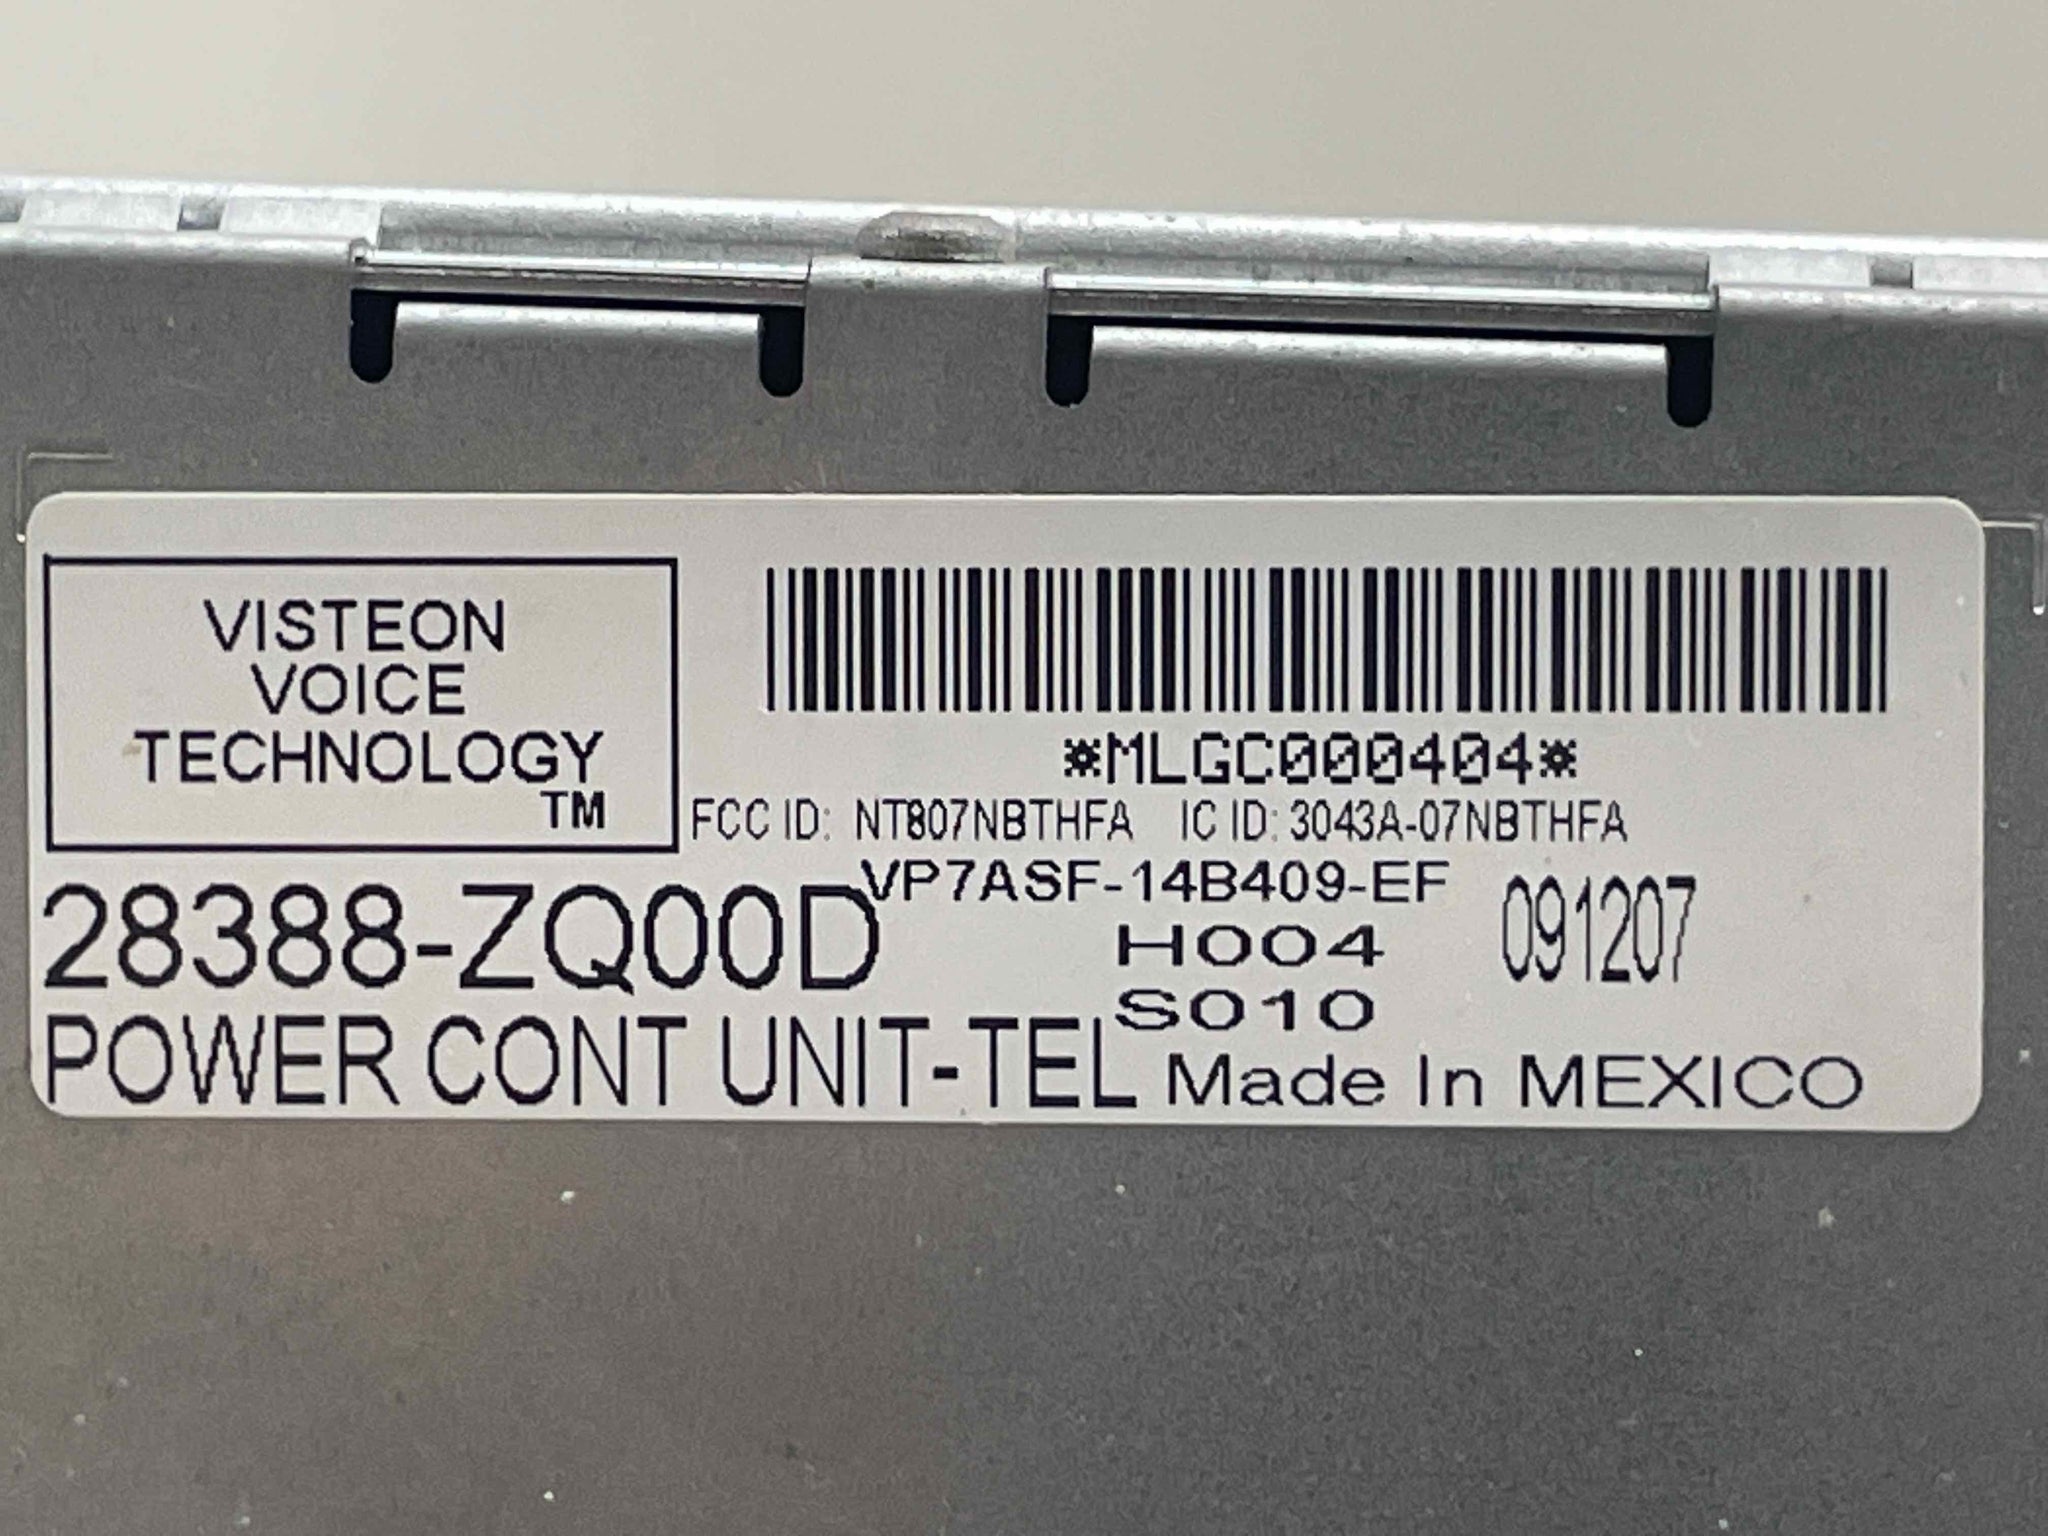 VISTEON
VOICE
TECHNOLOGY
TM
*MLGC000404*
FCC ID: NT807NBTHFA IC ID: 3043A-07NBTHFA
VP7ASF-14B409-EF
28388-ZQ00D
H004
091207
S010
POWER CONT UNIT-TEL
Made In MEXICO